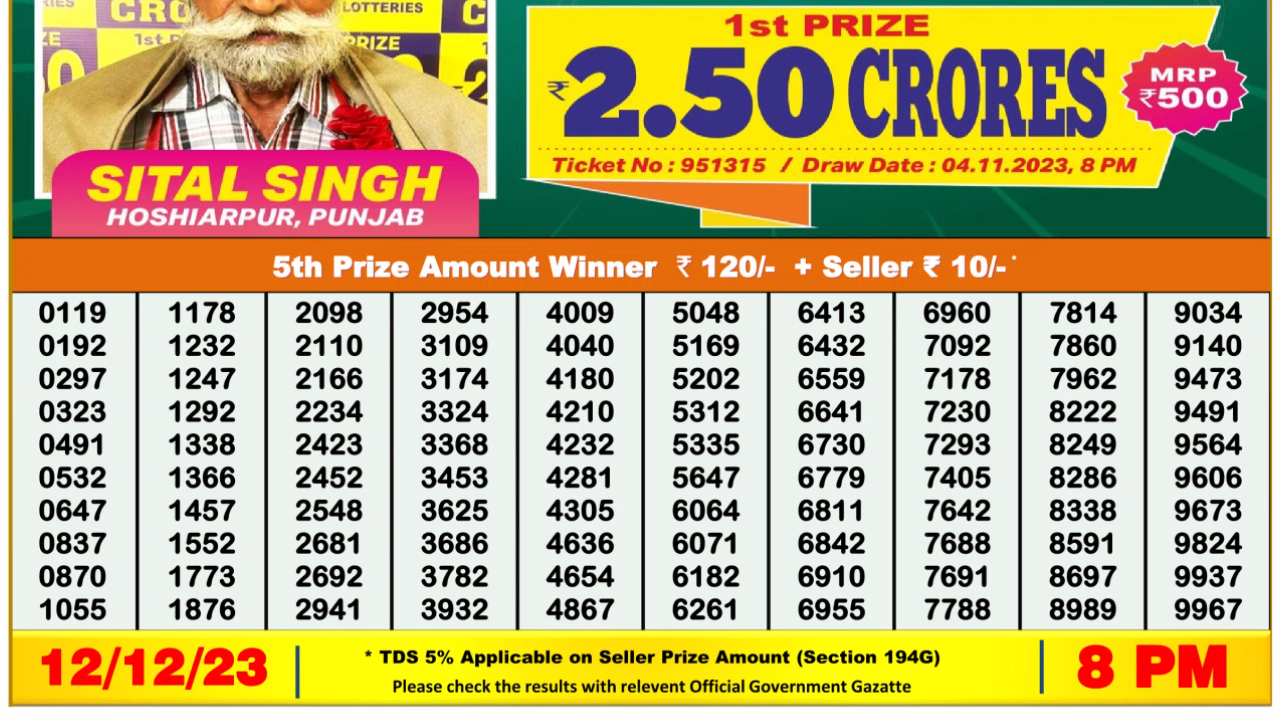 RIES
CRO
LOTTERIES
C
ZE
1st P
PRIZE
1
0
0
2
1st PRIZE
₹2.50 CRORES
MRP
₹500
Ticket No : 951315 / Draw Date : 04.11.2023, 8 PM
SITAL SINGH
HOSHIARPUR, PUNJAB
5th Prize Amount Winner ₹ 120/- + Seller ₹ 10/-*
0119 1178 2098 2954 4009 5048 6413 6960 7814 9034
0192 1232 2110 3109 4040 5169 6432 7092 7860 9140
0297 1247 2166 3174 4180 5202 6559 7178 7962 9473
0323 1292 2234 3324 4210 5312 6641 7230 8222 9491
0491 1338 2423 3368 4232 5335 6730 7293 8249 9564
0532 1366 2452 3453 4281 5647 6779 7405 8286 9606
0647 1457 2548 3625 4305 6064 6811 7642 8338 9673
0837 1552 2681 3686 4636 6071 6842 7688 8591 9824
0870 1773 2692 3782 4654 6182 6910 7691 8697 9937
1055 1876 2941 3932 4867 6261 6955 7788 8989 9967
12/12/23
* TDS 5% Applicable on Seller Prize Amount (Section 194G)
Please check the results with relevent Official Government Gazatte
8 PM